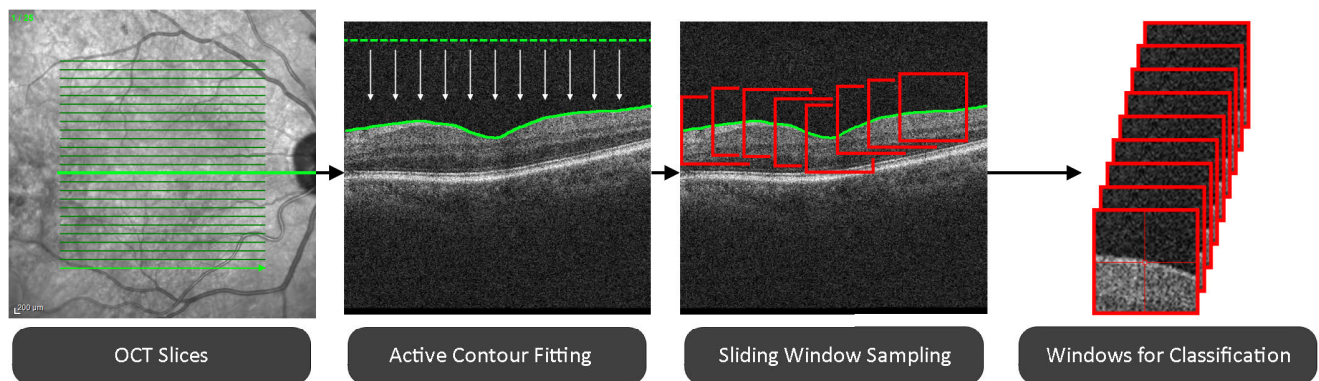 200 µm
OCT Slices
Active Contour Fitting
Sliding Window Sampling
Windows for Classification